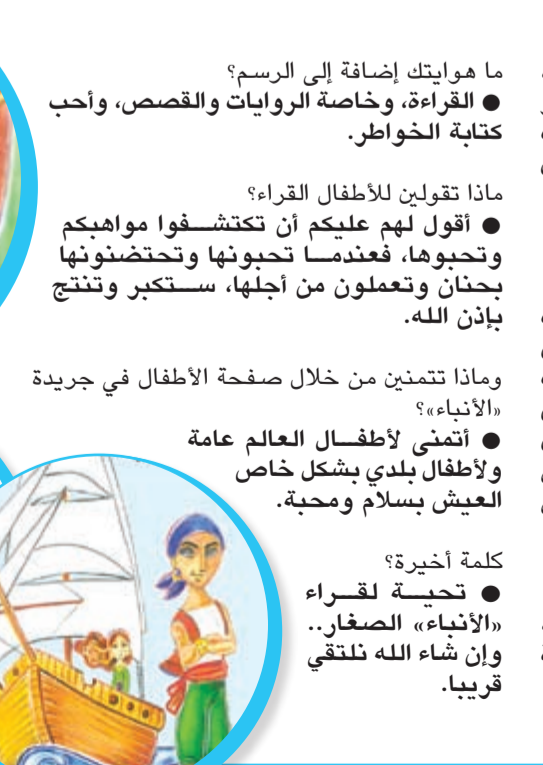 ما هوايتك إضافة إلى الرسم؟
● القراءة، وخاصة الروايات والقصص، وأحب
كتابة الخواطر.
ماذا تقولين للأطفال القراء؟
● أقول لهم عليكم أن تكتشفوا مواهبكم
وتحبوها، فعندما تحبونها وتحتضنونها
بحنان وتعملون من أجلها، ستكبر وتنتج
بإذن الله.
وماذا تتمنين من خلال صفحة الأطفال في جريدة
«الأنباء»؟
● أتمنى لأطفال العالم عامة
ولأطفال بلدي بشكل خاص
العيش بسلام ومحبة.
كلمة أخيرة؟
● تحية لقراء
«الأنباء» الصغار..
وإن شاء الله نلتقي
قريبا.